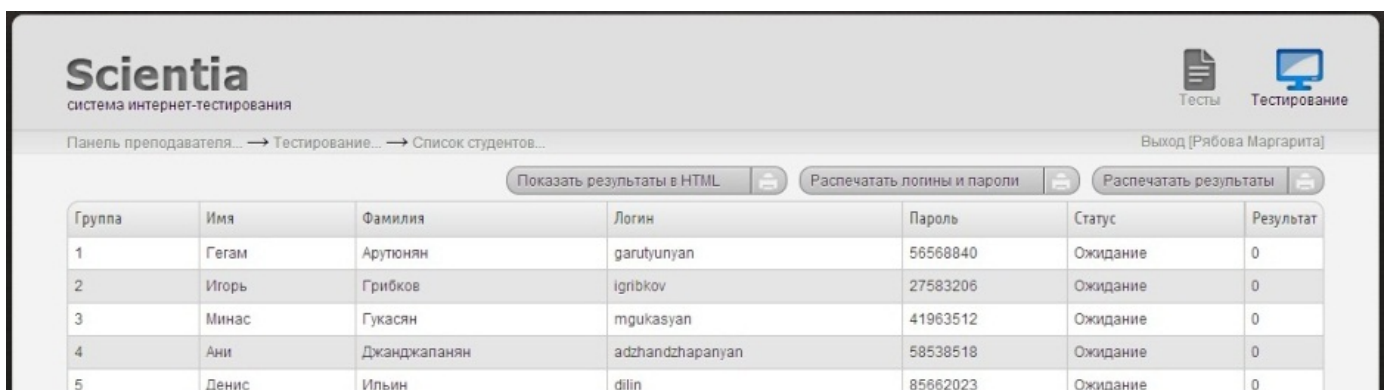 Scientia
система интернет-тестирования
Тесты
Тестирование
Панель преподавателя... → Тестирование... → Список студентов...
Выход [Рябова Маргарита]
Показать результаты в HTML
Распечатать логины и пароли
Распечатать результаты
Группа Имя Фамилия Логин Пароль Статус Результат
1 Гегам Арутюнян garutyunyan 56568840 Ожидание 0
2 Игорь Грибков igribkov 27583206 Ожидание 0
3 Минас Гукасян mgukasyan 41963512 Ожидание 0
4 Ани Джанджапанян adzhandzhapanyan 58538518 Ожидание 0
5 Денис Ильин dilin 85662023 Ожидание 0